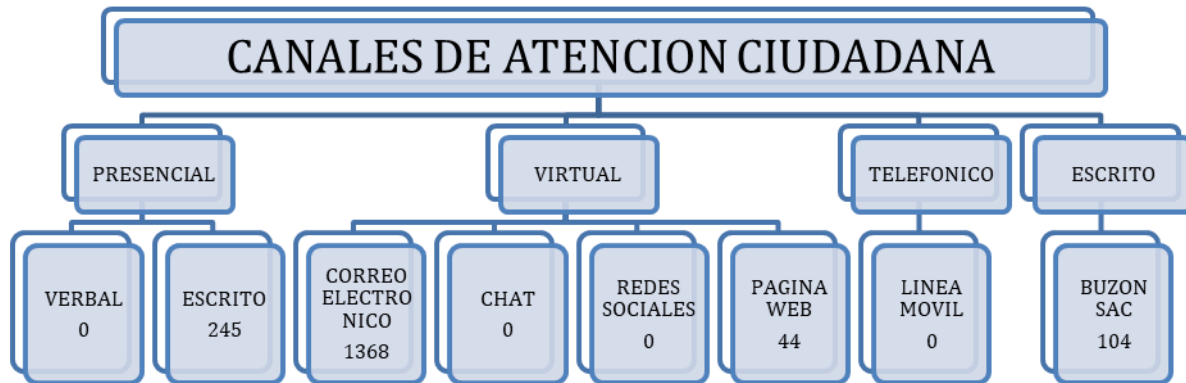 CANALES DE ATENCION CIUDADANA
PRESENCIAL
VIRTUAL
TELEFONICO
ESCRITO
VERBAL
0
ESCRITO
245
CORREO
ELECTRO
NICO
1368
CHAT
0
REDES
SOCIALES
0
PAGINA
WEB
44
LINEA
MOVIL
0
BUZON
SAC
104